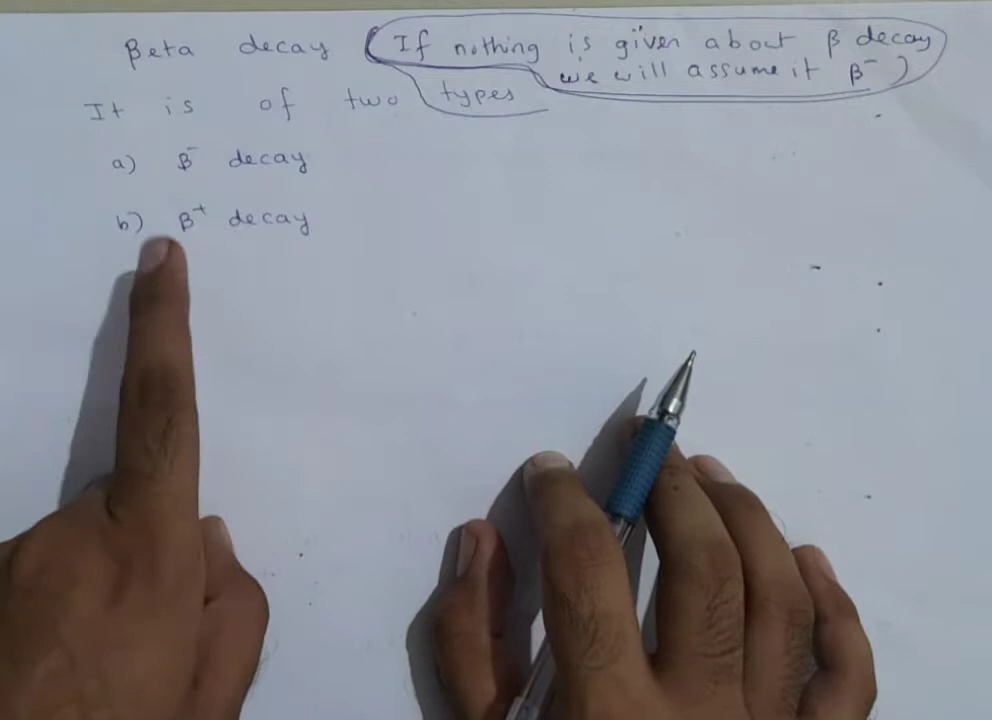 Beta decay (If nothing is given about β decay
we will assume it β⁻)
It is of two types
a) β⁻ decay
b) β⁺ decay